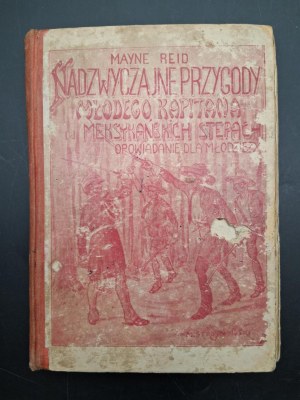 MAYNE REID
NADZWYCZAJNE PRZYGODY
MŁODEGO KAPITANA
MEKSYKAŃSKICH STEPACH
OPOWIADANIE DLA MŁODZIEŻY